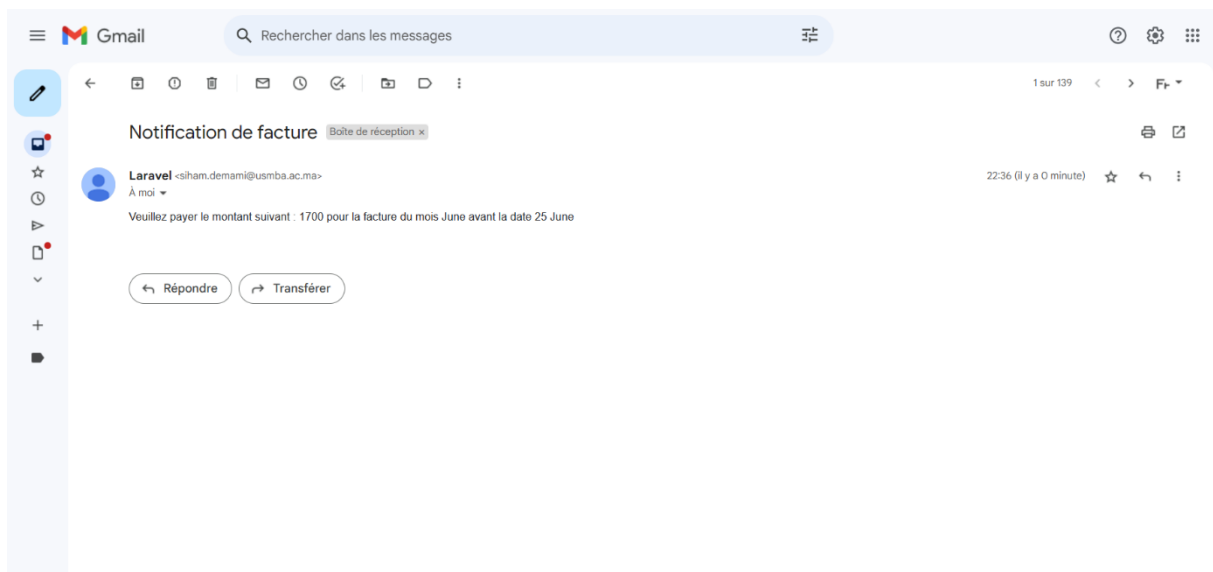 Gmail
Rechercher dans les messages
1 sur 139
Notification de facture Boîte de réception ×
Laravel <siham.demami@usmba.ac.ma> 22:36 (il y a 0 minute)
À moi
Veuillez payer le montant suivant : 1700 pour la facture du mois June avant la date 25 June
Répondre Transférer